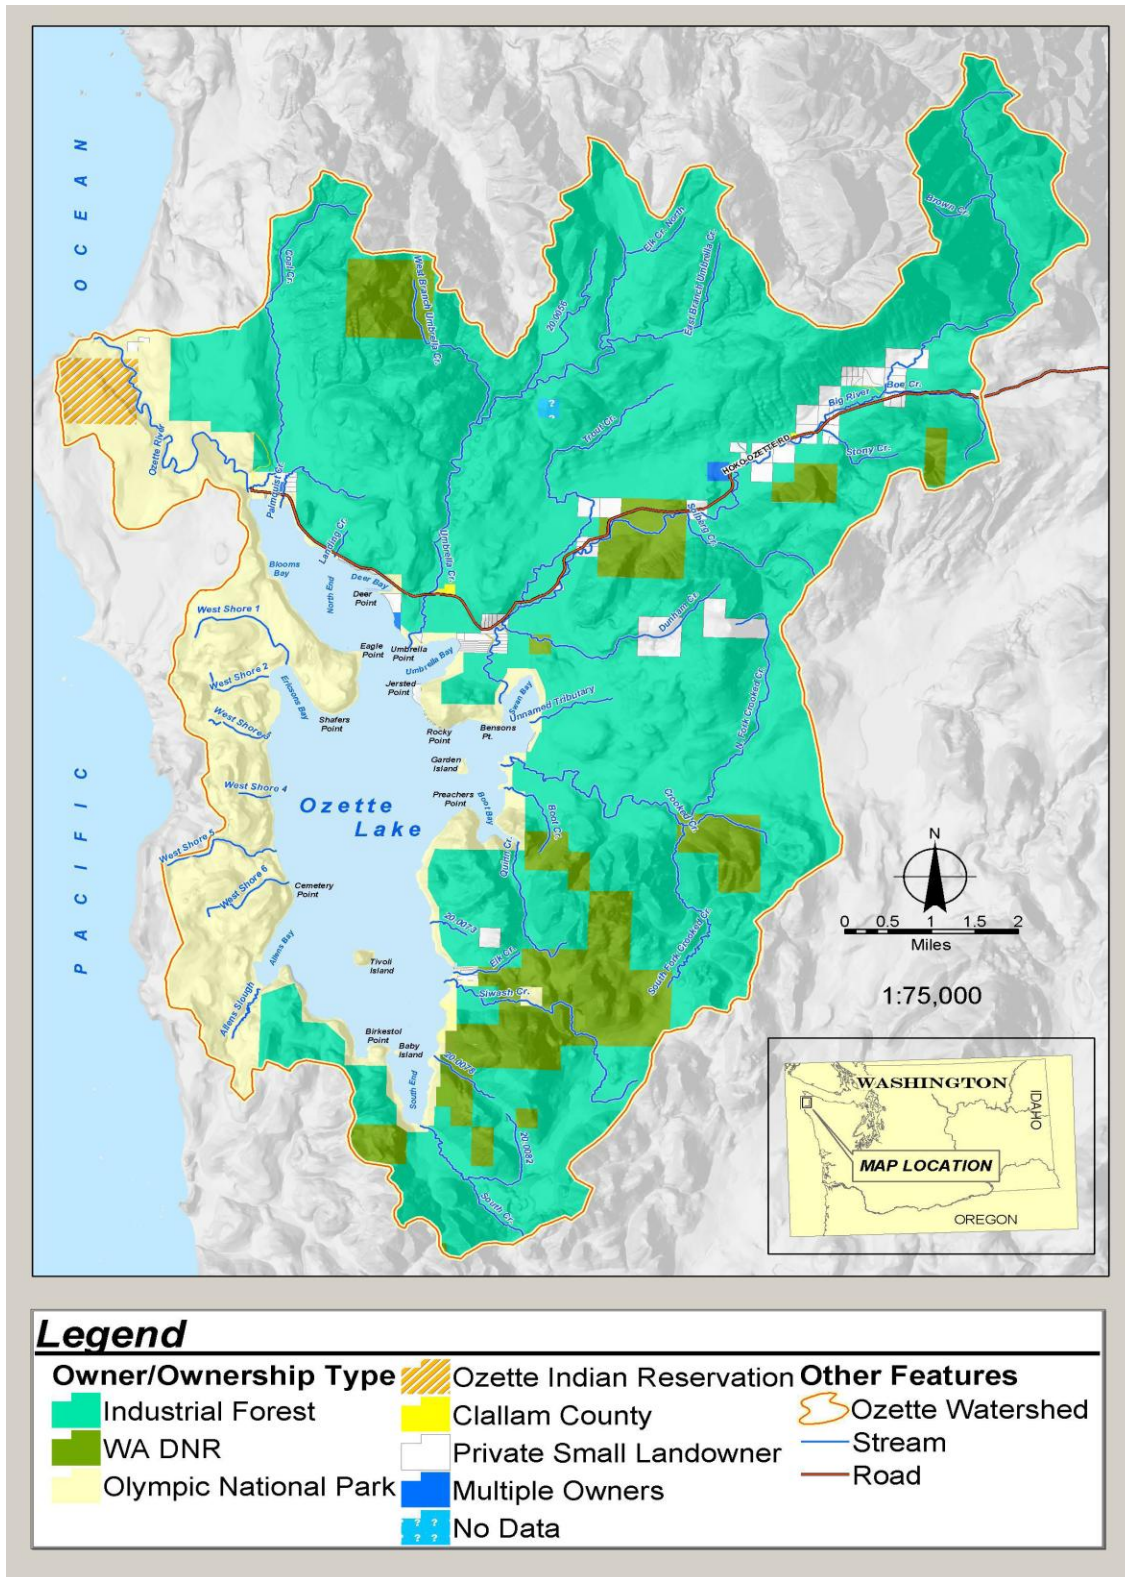 OCEAN
PACIFIC
Brown Cr.
Coal Cr.
West Branch Umbrella Cr.
Elk Cr. North
20.0056
East Branch Umbrella Cr.
Boe Cr.
Big River
Trout Cr.
HOKO-OZETTE RD
Stony Cr.
Ozette River
Palmquist Cr.
Solberg Cr.
Landing Cr.
Umbrella Cr.
Blooms
Bay
North End
Deer Bay
Deer
Point
Dunham Cr.
West Shore 1
Eagle
Point
Umbrella
Point
Umbrella Bay
West Shore 2
Ericsons Bay
Jersted
Point
Swan Bay
Unnamed Tributary
West Shore 3
Shafers
Point
Rocky
Point
Bensons
Pt.
N. Fork Crooked Cr.
Garden
Island
West Shore 4
Ozette
Lake
Preachers
Point
Boot Bay
Boot Cr.
Crooked Cr.
West Shore 5
Quinn Cr.
West Shore 6
Cemetery
Point
20.0073
Allens Bay
Elk Cr.
South Fork Crooked Cr.
Tivoli
Island
Siwash Cr.
Allens Slough
Birkestol
Point
Baby
Island
South End
20.0082
South Cr.
N
0 0.5 1 2
Miles
1:75,000
WASHINGTON
IDAHO
MAP LOCATION
OREGON
Legend
Owner/Ownership Type
Industrial Forest
WA DNR
Olympic National Park
Ozette Indian Reservation
Clallam County
Private Small Landowner
Multiple Owners
? ?
? ?
No Data
Other Features
Ozette Watershed
Stream
Road